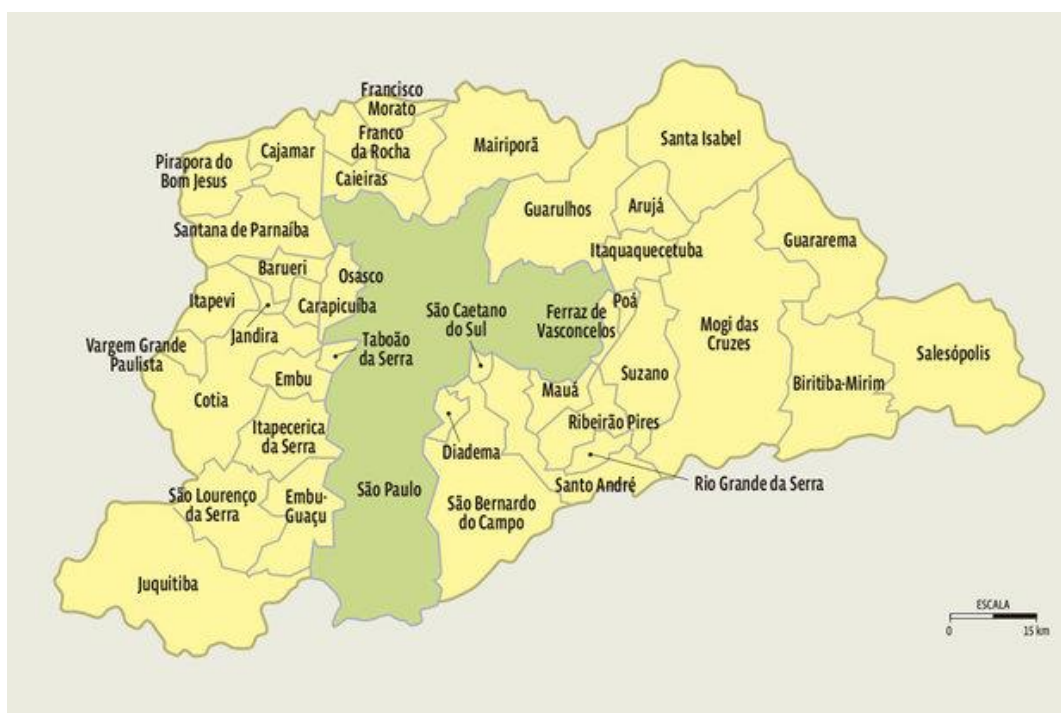 Francisco
Morato
Franco
da Rocha
Mairiporã
Santa Isabel
Cajamar
Pirapora do
Bom Jesus
Caieiras
Guarulhos
Arujá
Santana de Parnaíba
Guararema
Itaquaquecetuba
Barueri
Osasco
Itapevi
Carapicuíba
Poá
São Caetano
do Sul
Ferraz de
Vasconcelos
Mogi das
Cruzes
Jandira
Vargem Grande
Paulista
Taboão
da Serra
Salesópolis
Embu
Suzano
Biritiba-Mirim
Mauá
Cotia
Ribeirão Pires
Itapecerica
da Serra
Diadema
Rio Grande da Serra
Santo André
São Paulo
São Lourenço
da Serra
Embu-
Guaçu
São Bernardo
do Campo
Juquitiba
ESCALA
0 15 km